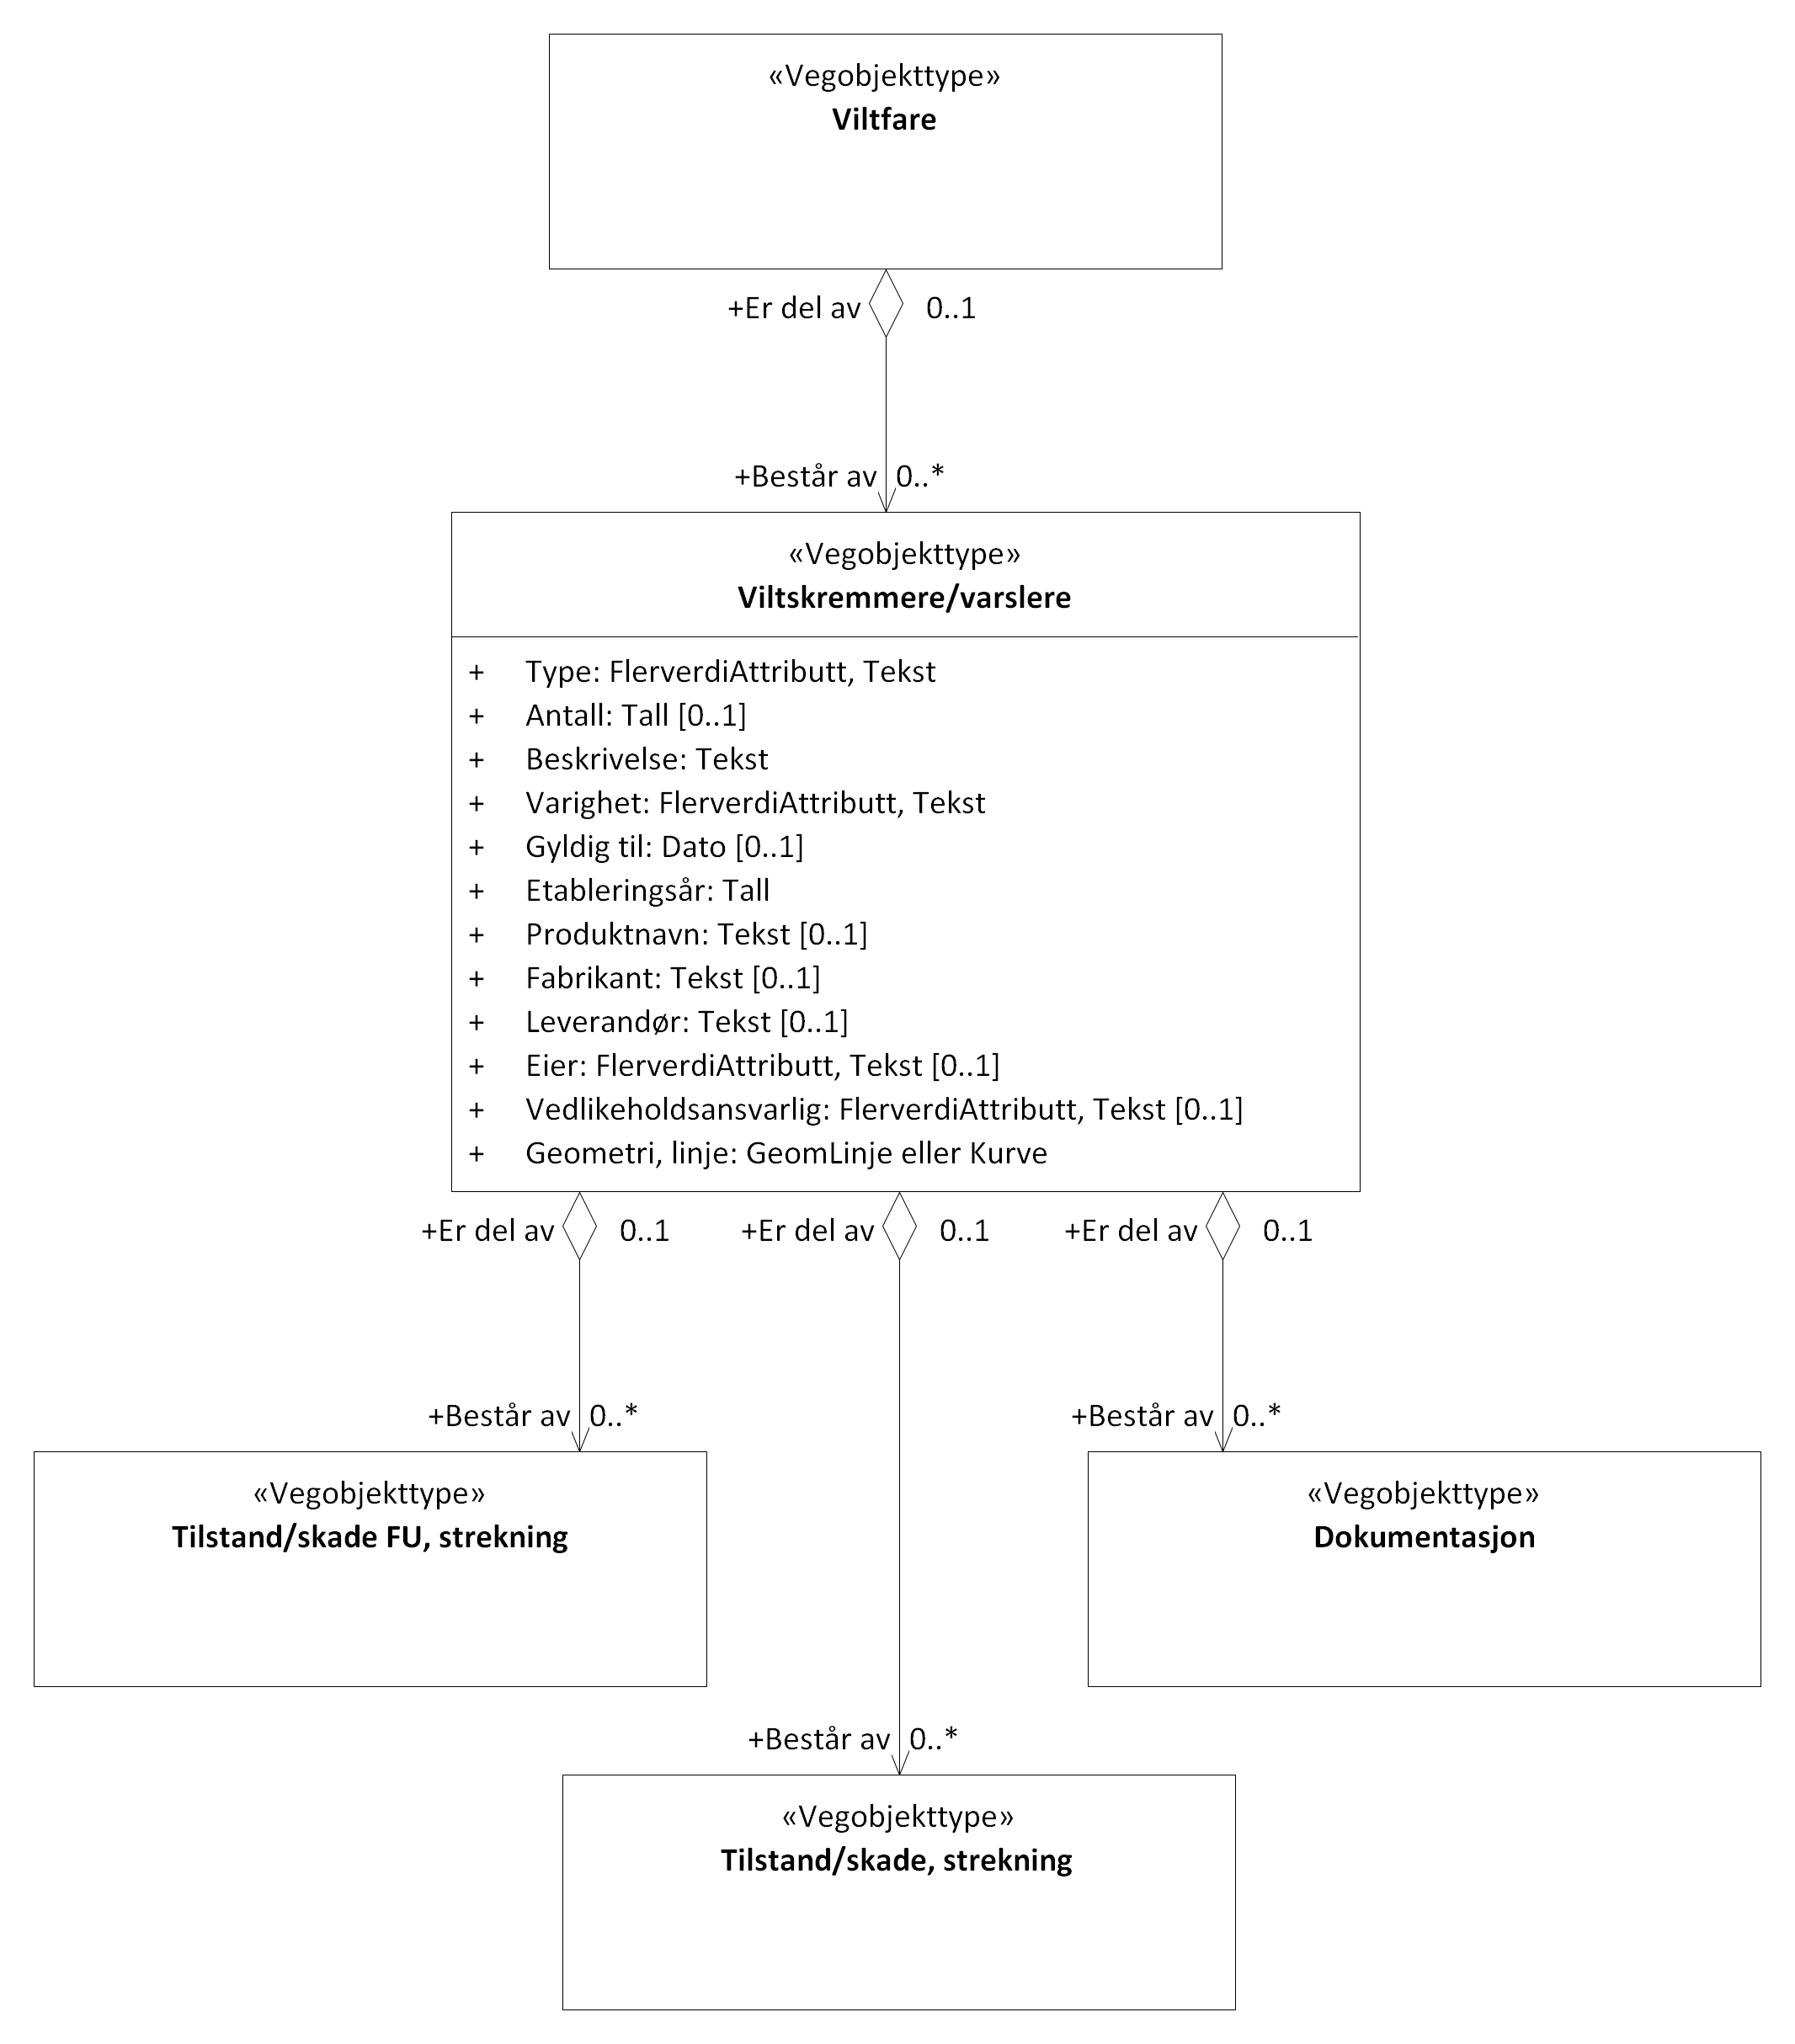 «Vegobjekttype»
Viltfare
+Er del av 0..1
+Består av 0..*
«Vegobjekttype»
Viltskremmere/varslere
+ Type: FlerverdiAttributt, Tekst
+ Antall: Tall [0..1]
+ Beskrivelse: Tekst
+ Varighet: FlerverdiAttributt, Tekst
+ Gyldig til: Dato [0..1]
+ Etableringsår: Tall
+ Produktnavn: Tekst [0..1]
+ Fabrikant: Tekst [0..1]
+ Leverandør: Tekst [0..1]
+ Eier: FlerverdiAttributt, Tekst [0..1]
+ Vedlikeholdsansvarlig: FlerverdiAttributt, Tekst [0..1]
+ Geometri, linje: GeomLinje eller Kurve
+Er del av 0..1 +Er del av 0..1 +Er del av 0..1
+Består av 0..* +Består av 0..*
«Vegobjekttype»
Tilstand/skade FU, strekning
«Vegobjekttype»
Dokumentasjon
+Består av 0..*
«Vegobjekttype»
Tilstand/skade, strekning